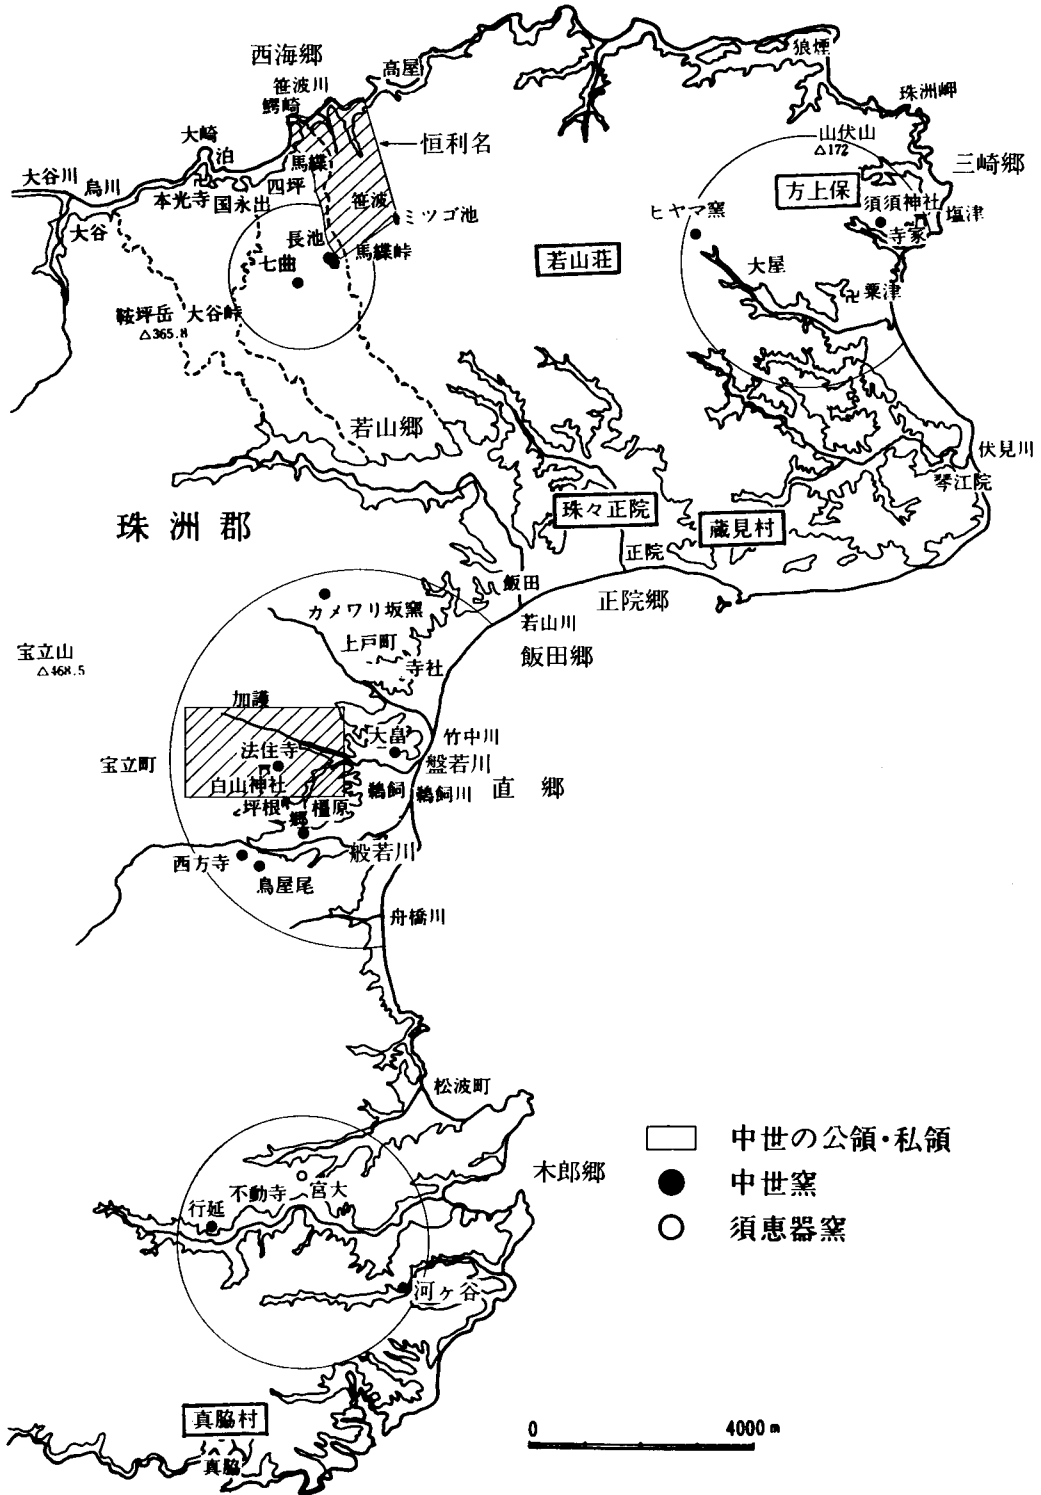 西海郷
高屋
狼煙
笹波川
鰐崎
珠洲岬
大崎
泊
恒利名
山伏山
△172
三崎郷
大谷川
烏川
馬緤
四坪
本光寺
国永出
笹波
方上保
須須神社
塩津
ミツゴ池
ヒヤマ窯
寺家
大谷
長池
馬緤峠
七曲
若山荘
大屋
粟津
鞍坪岳
△365.8
大谷峠
若山郷
伏見川
琴江院
珠洲郡
珠々正院
蔵見村
正院
飯田
正院郷
カメワリ坂窯
若山川
上戸町
飯田郷
宝立山
△468.5
寺社
加護
大畠
竹中川
法住寺
宝立町
盤若川
白山神社
鵜飼
鵜飼川
直郷
坪根
郷
橿原
西方寺
般若川
鳥屋尾
舟橋川
松波町
中世の公領・私領
木郎郷
中世窯
不動寺
宮大
行延
須恵器窯
河ヶ谷
真脇村
真脇
0
4000m